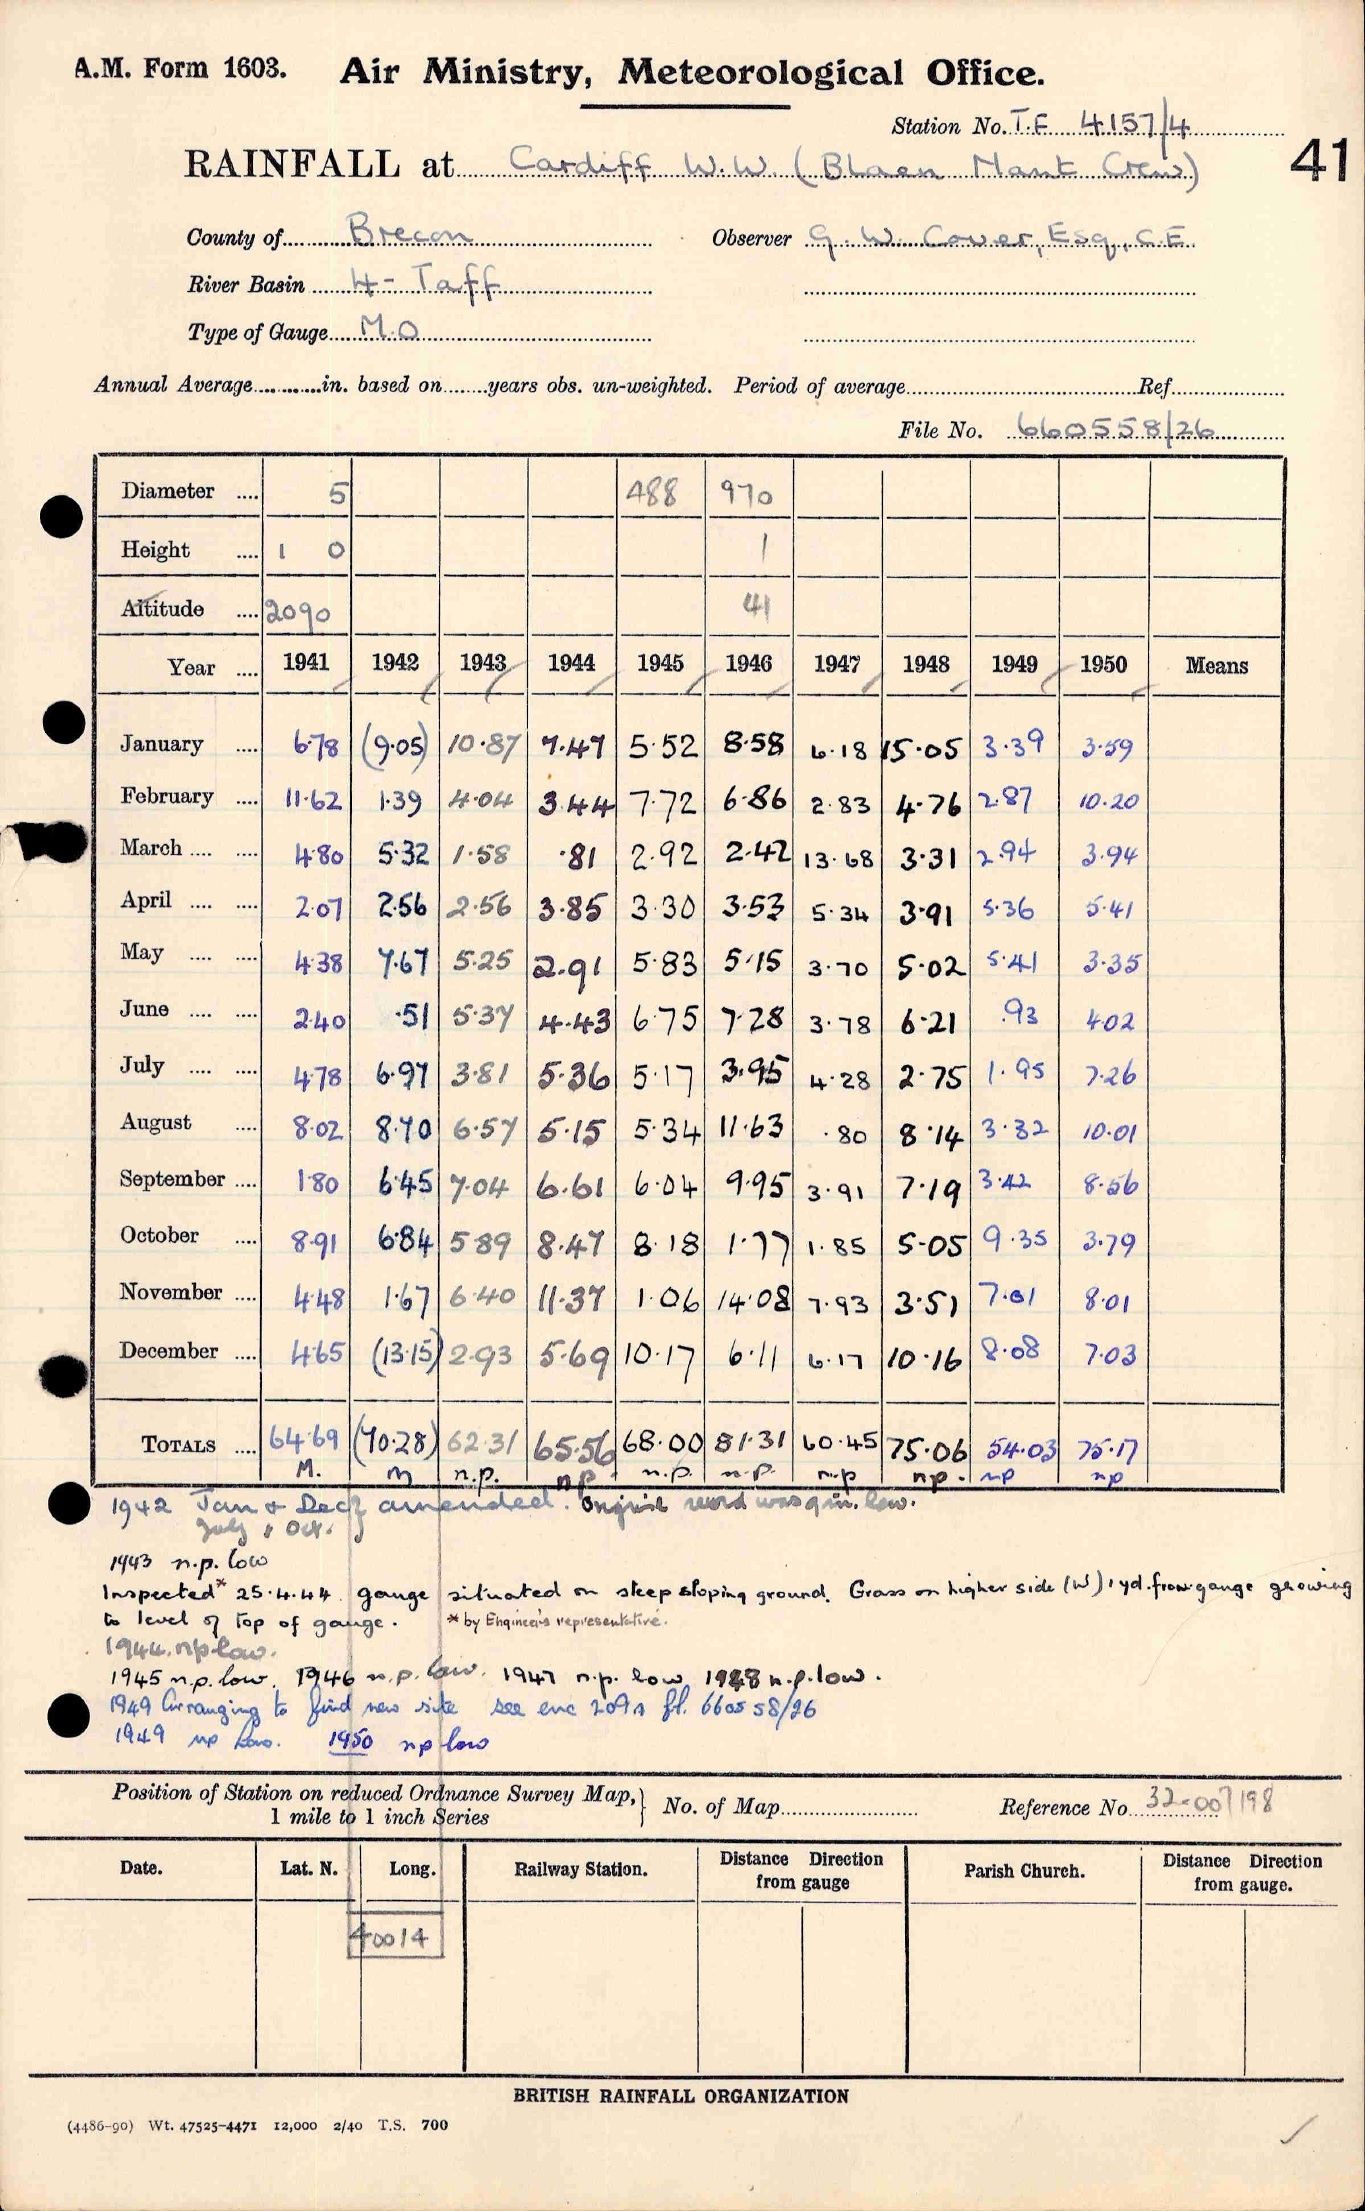 A.M. Form 1603. Air Ministry, Meteorological Office.
Station No. T.F 4157/4
41
RAINFALL at Cardiff W.W. (Blaen Nant Crew)
County of Brecon Observer G. W. Cover, Esq., C.E.
River Basin 4- Taff
Type of Gauge M.O
Annual Average in. based on years obs. un-weighted. Period of average Ref
File No. 660558/26
Diameter 5 488 970
Height 1 0 1
Altitude 2090 41
Year 1941 1942 1943 1944 1945 1946 1947 1948 1949 1950 Means
January 6.78 (9.05) 10.87 7.47 5.52 8.58 6.18 15.05 3.39 3.59
February 11.62 1.39 4.04 3.44 7.72 6.86 2.83 4.76 2.87 10.20
March 4.80 5.32 1.58 .81 2.92 2.42 13.68 3.31 2.94 3.94
April 2.07 2.56 2.56 3.85 3.30 3.53 5.34 3.91 5.36 5.41
May 4.38 7.67 5.25 2.91 5.83 5.15 3.70 5.02 5.41 3.35
June 2.40 .51 5.37 4.43 6.75 7.28 3.78 6.21 .93 4.02
July 4.78 6.97 3.81 5.36 5.17 3.95 4.28 2.75 1.95 7.26
August 8.02 8.70 6.57 5.15 5.34 11.63 .80 8.14 3.32 10.01
September 1.80 6.45 7.04 6.61 6.04 9.95 3.91 7.19 3.42 8.56
October 8.91 6.84 5.89 8.47 8.18 1.77 1.85 5.05 9.35 3.79
November 4.48 1.67 6.40 11.37 1.06 14.08 7.93 3.51 7.01 8.01
December 4.65 (13.15) 2.93 5.69 10.17 6.11 6.17 10.16 8.08 7.03
TOTALS 64.69 (70.28) 62.31 65.56 68.00 81.31 60.45 75.06 54.03 75.17
M. M n.p. np. n.p. n.p. n.p np. np np
1942 Jan & Dec amended. Original record was 9 in. low.
July & Oct.
1943 n.p. low
Inspected* 25.4.44. gauge situated on steep sloping ground. Grass on higher side (W) 1 yd. from gauge growing
to level of top of gauge. * by Engineer's representative.
1944. np low.
1945 n.p. low. 1946 n.p. low. 1947 n.p. low 1948 n.p. low.
1949 Arranging to find new site see enc 209A fl. 660558/26
1949 np low. 1950 np low
Position of Station on reduced Ordnance Survey Map, 1 mile to 1 inch Series } No. of Map Reference No. 32-007198
Date. Lat. N. Long. Railway Station. Distance Direction from gauge Parish Church. Distance Direction from gauge.
40014
BRITISH RAINFALL ORGANIZATION
(4486-90) Wt. 47525-4471 12,000 2/40 T.S. 700